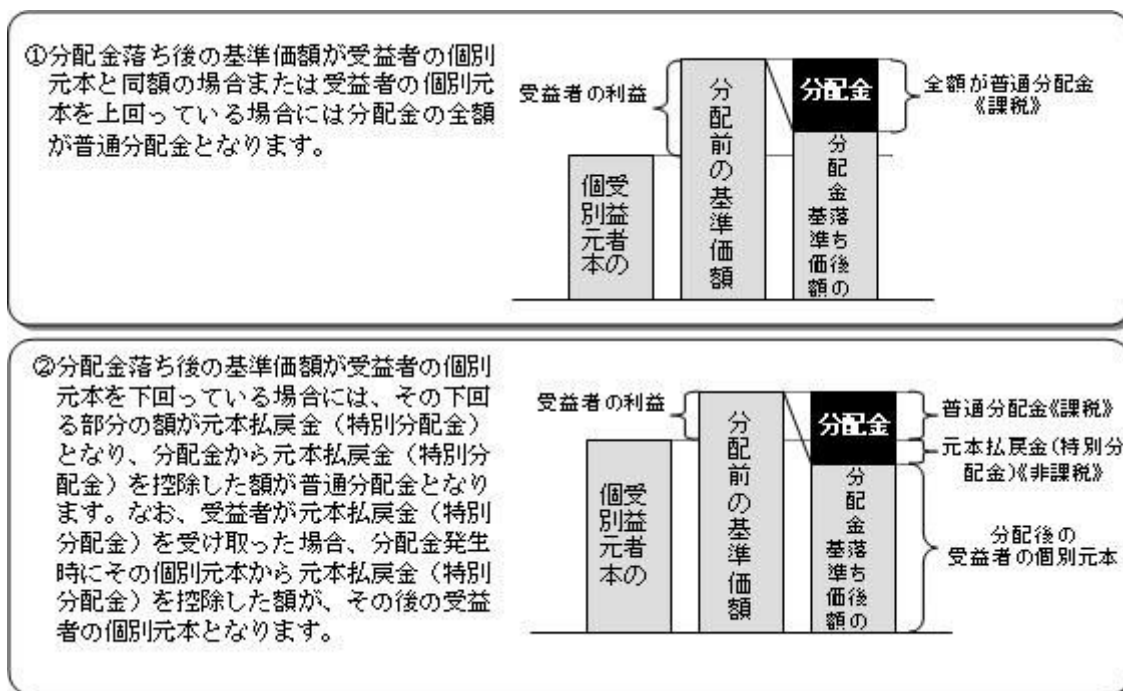 ①分配金落ち後の基準価額が受益者の個別
元本と同額の場合または受益者の個別元
本を上回っている場合には分配金の全額
が普通分配金となります。
受益者の利益
受益者の
個別元本
分配前の基準価額
分配金
分配金落ち後の
基準価額
全額が普通分配金
《課税》
②分配金落ち後の基準価額が受益者の個別
元本を下回っている場合には、その下回
る部分の額が元本払戻金（特別分配金）
となり、分配金から元本払戻金（特別分
配金）を控除した額が普通分配金となり
ます。なお、受益者が元本払戻金（特別
分配金）を受け取った場合、分配金発生
時にその個別元本から元本払戻金（特別
分配金）を控除した額が、その後の受益
者の個別元本となります。
受益者の利益
受益者の
個別元本
分配前の基準価額
分配金
分配金落ち後の
基準価額
普通分配金《課税》
元本払戻金(特別分
配金)《非課税》
分配後の
受益者の個別元本